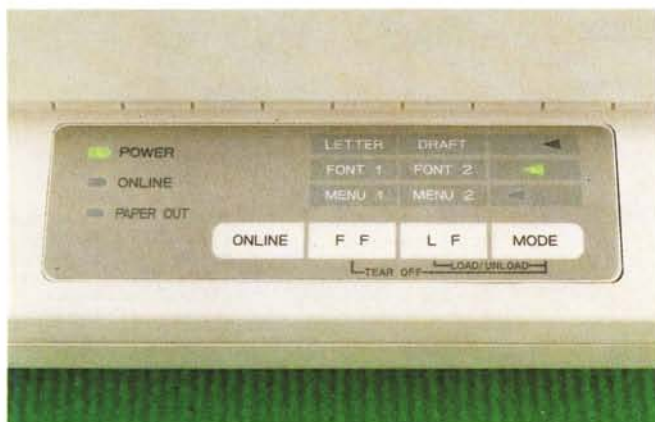 POWER
ONLINE
PAPER OUT
LETTER DRAFT
FONT 1 FONT 2
MENU 1 MENU 2
ONLINE F F L F MODE
LOAD/UNLOAD
TEAR OFF